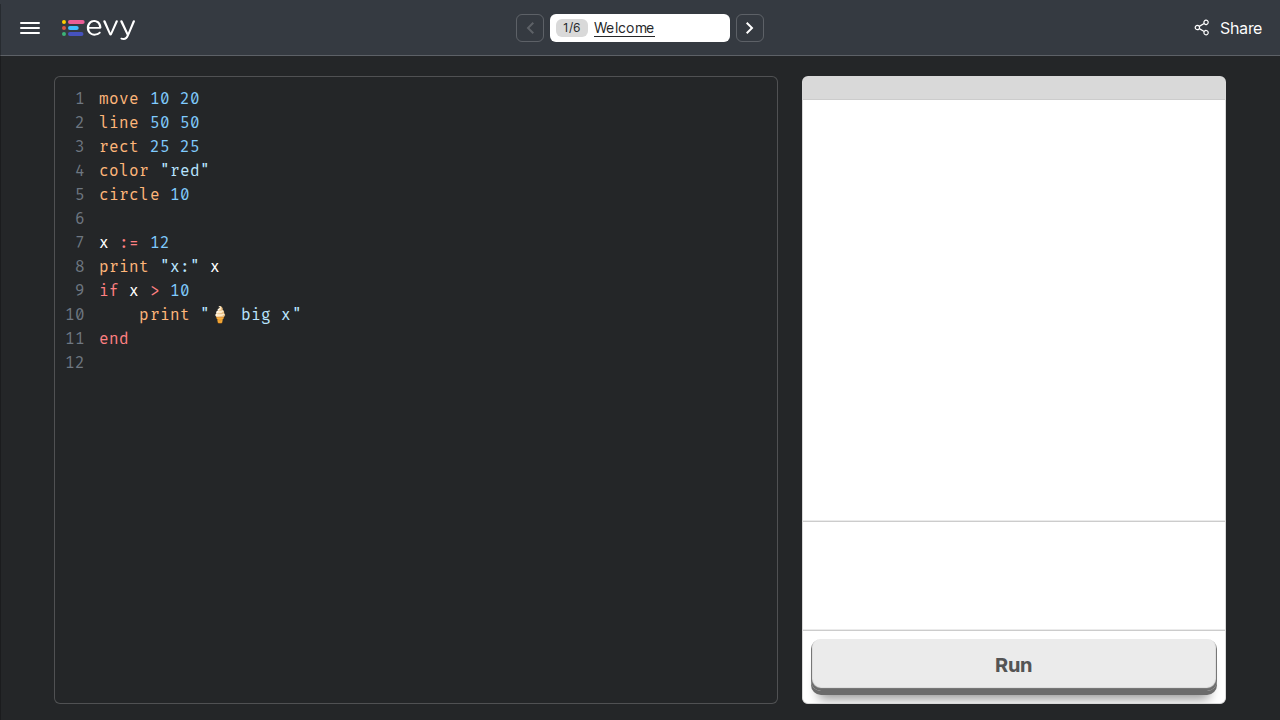 evy
1/6 Welcome
Share
1 move 10 20
2 line 50 50
3 rect 25 25
4 color "red"
5 circle 10
6
7 x := 12
8 print "x:" x
9 if x > 10
10     print "🍦 big x"
11 end
12
Run